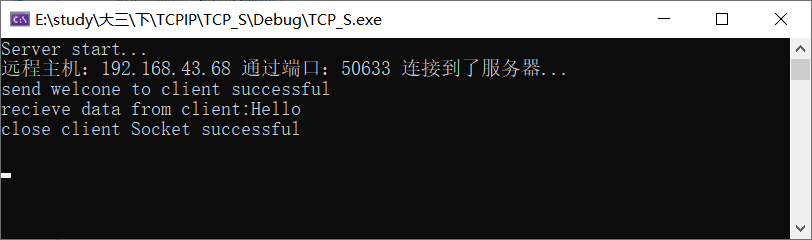 E:\study\大三\下\TCPIP\TCP_S\Debug\TCP_S.exe
Server start...
远程主机：192.168.43.68 通过端口：50633 连接到了服务器...
send welcone to client successful
recieve data from client:Hello
close client Socket successful